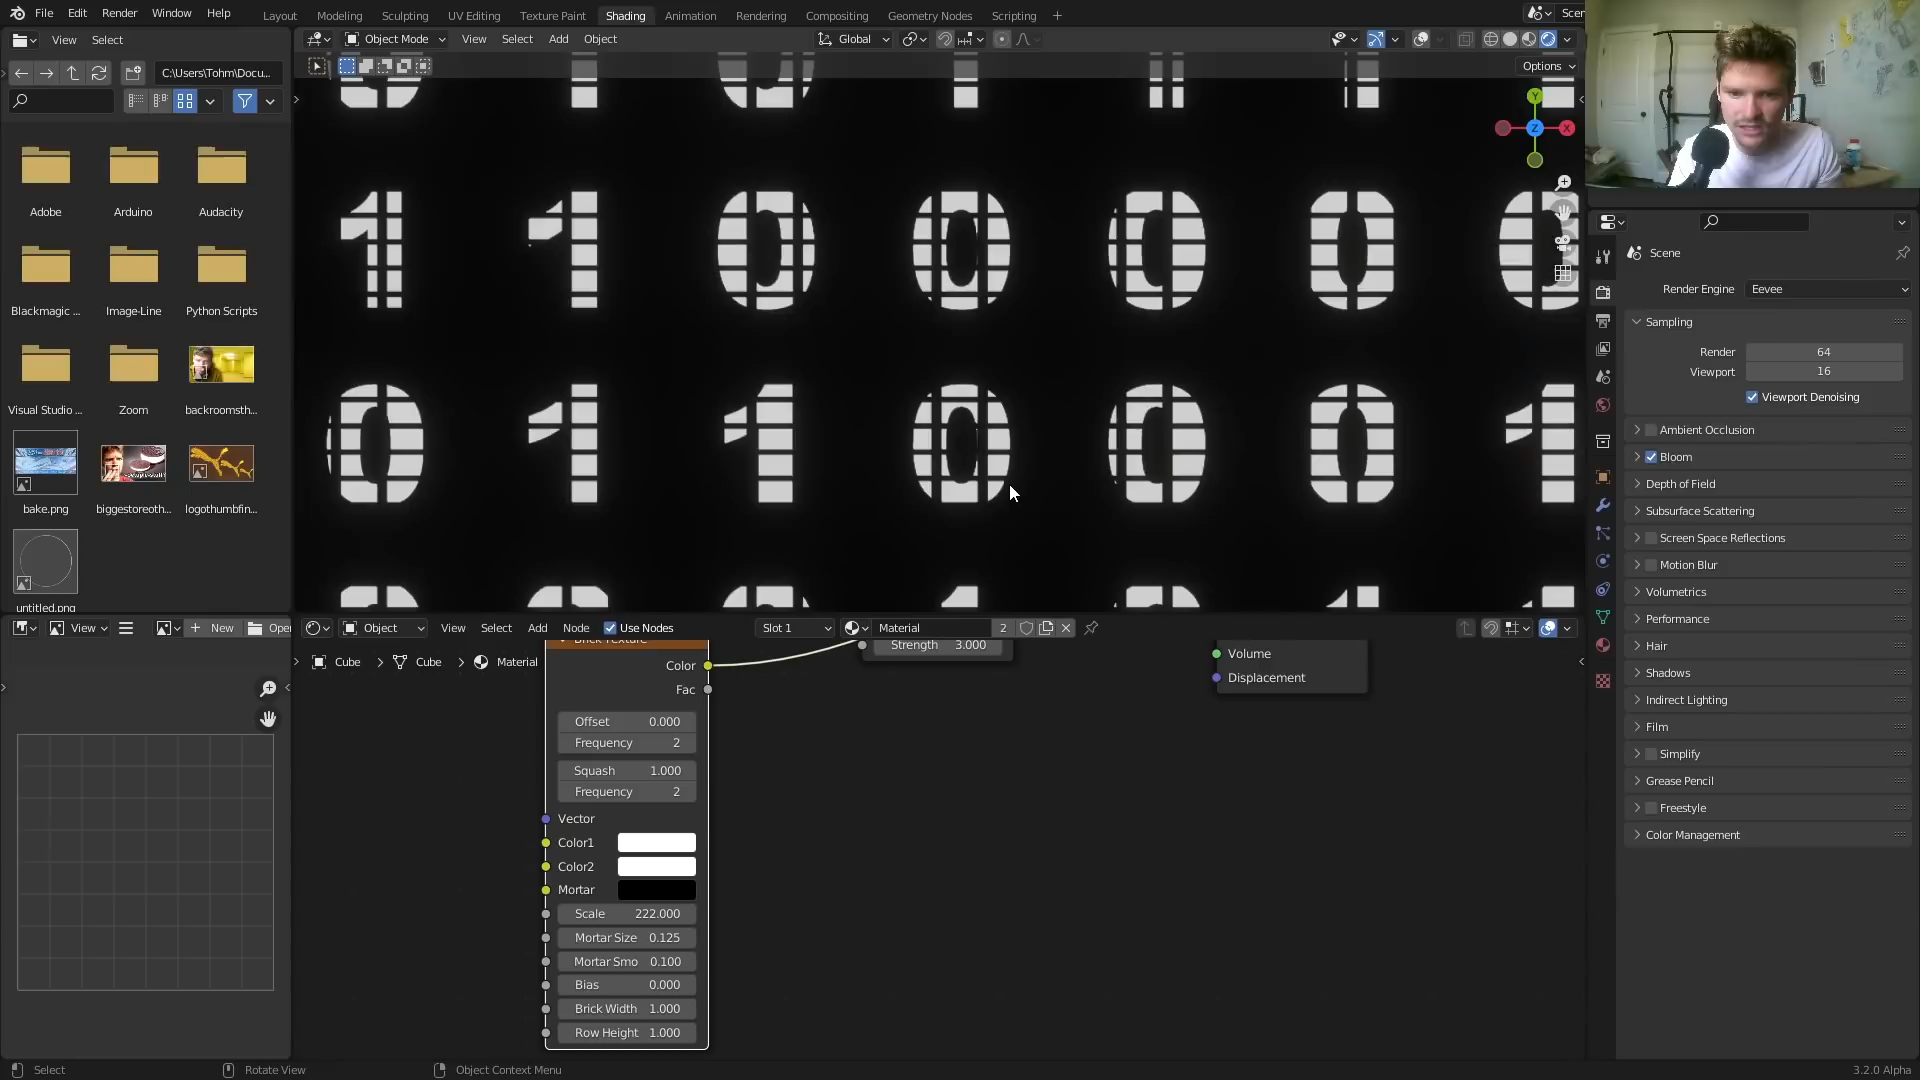 File Edit Render Window Help
Layout Modeling Sculpting UV Editing Texture Paint Shading Animation Rendering Compositing Geometry Nodes Scripting +
Scen
View Select
Object Mode View Select Add Object
Global
C:\Users\Tohm\Docu...
Options
Y
Z X
Adobe Arduino Audacity
Blackmagic ... Image-Line Python Scripts
Visual Studio ... Zoom backroomsth...
bake.png biggestoreoth... logothumbfin...
untitled.png
1 1 0 0 0 0 0
0 1 1 0 0 0 1
Scene
Render Engine Eevee
Sampling
Render 64
Viewport 16
Viewport Denoising
Ambient Occlusion
Bloom
Depth of Field
Subsurface Scattering
Screen Space Reflections
Motion Blur
Volumetrics
Performance
Hair
Shadows
Indirect Lighting
Film
Simplify
Grease Pencil
Freestyle
Color Management
View New Open
Object View Select Add Node Use Nodes Slot 1 Material 2
Cube > Cube > Material
Brick Texture
Color
Fac
Offset 0.000
Frequency 2
Squash 1.000
Frequency 2
Vector
Color1
Color2
Mortar
Scale 222.000
Mortar Size 0.125
Mortar Smo 0.100
Bias 0.000
Brick Width 1.000
Row Height 1.000
Strength 3.000
Volume
Displacement
Select Rotate View Object Context Menu
3.2.0 Alpha